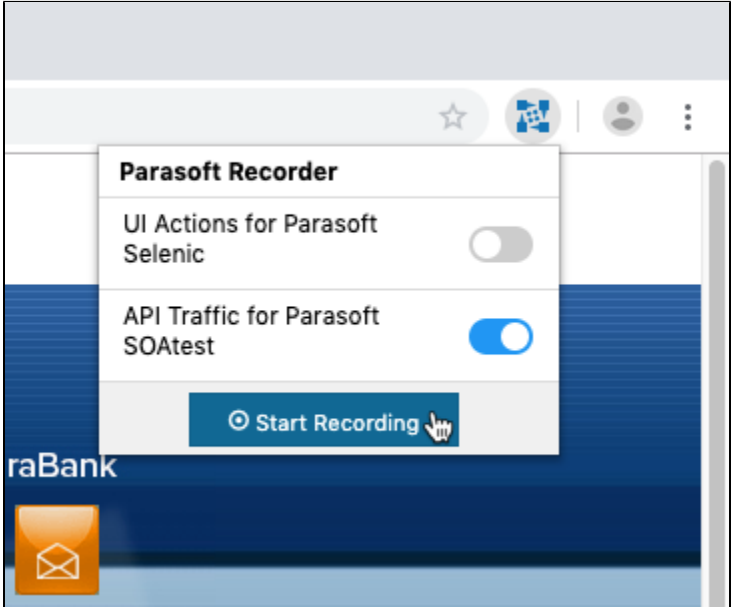 Parasoft Recorder
UI Actions for Parasoft
Selenic
API Traffic for Parasoft
SOAtest
Start Recording
raBank